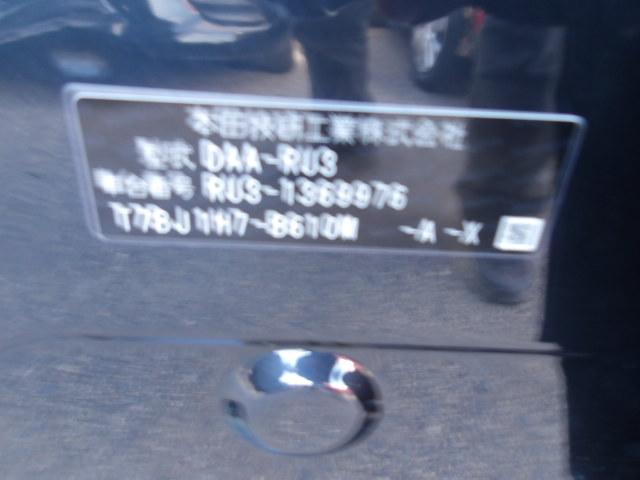 本田技研工業株式会社
型式 DAA-RU3
車台番号 RU3-1369976
17BJ1H7-B610M -A -X S